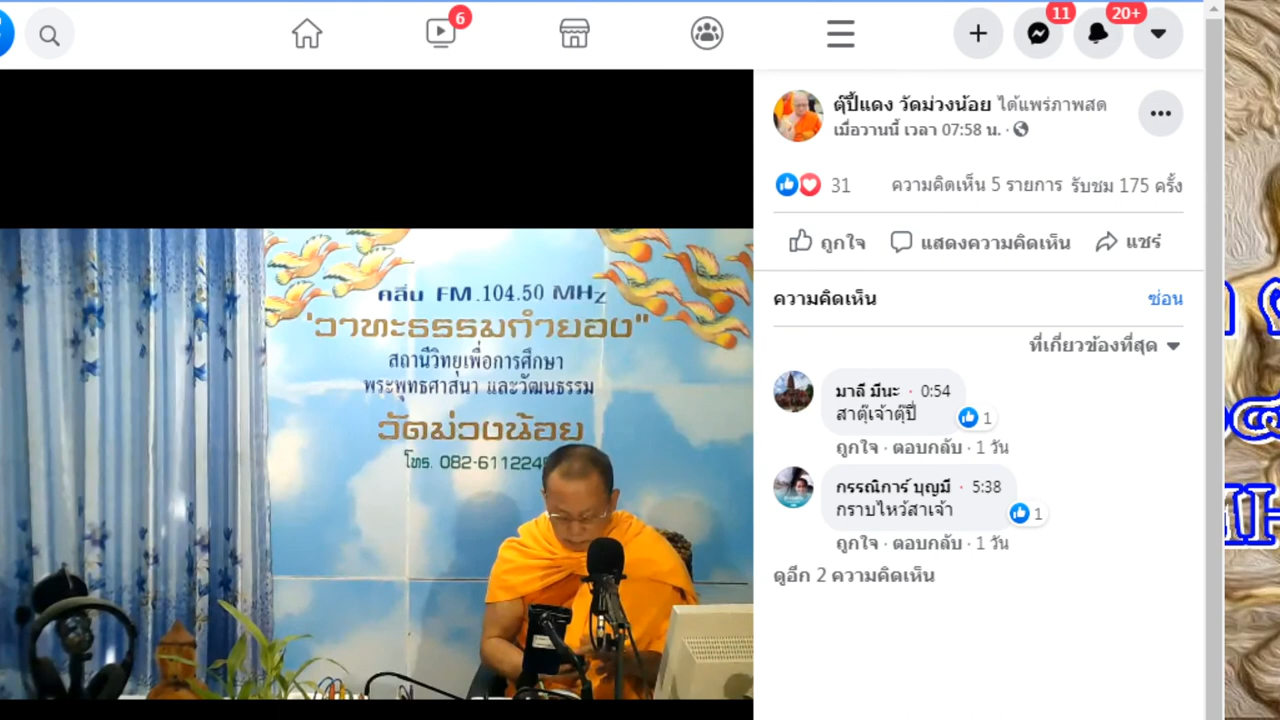 6
11
20+
ตุ๊ปี้แดง วัดม่วงน้อย ได้แพร่ภาพสด
เมื่อวานนี้ เวลา 07:58 น. ·
31 ความคิดเห็น 5 รายการ รับชม 175 ครั้ง
ถูกใจ แสดงความคิดเห็น แชร์
ความคิดเห็น ซ่อน
ที่เกี่ยวข้องที่สุด
มาลี มีนะ · 0:54
สาตุ๊เจ้าตุ๊ปี่
1
ถูกใจ · ตอบกลับ · 1 วัน
กรรณิการ์ บุญมี · 5:38
กราบไหว้สาเจ้า
1
ถูกใจ · ตอบกลับ · 1 วัน
ดูอีก 2 ความคิดเห็น
คลื่น FM.104.50 MHz
"วาทะธรรมก๋ำยอง"
สถานีวิทยุเพื่อการศึกษา
พระพุทธศาสนา และวัฒนธรรม
วัดม่วงน้อย
โทร. 082-611224